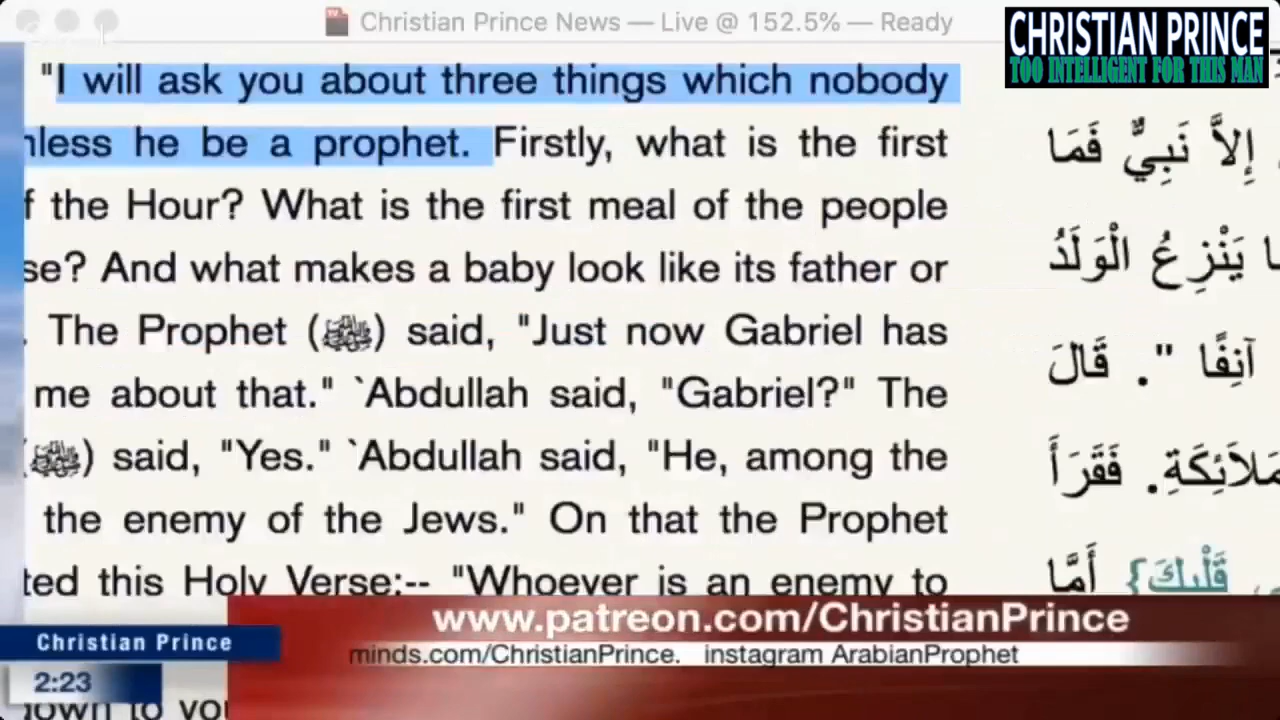 Christian Prince News — Live @ 152.5% — Ready
CHRISTIAN PRINCE
TOO INTELLIGENT FOR THIS MAN
"I will ask you about three things which nobody
nless he be a prophet. Firstly, what is the first
f the Hour? What is the first meal of the people
se? And what makes a baby look like its father or
. The Prophet (ﷺ) said, "Just now Gabriel has
me about that." `Abdullah said, "Gabriel?" The
(ﷺ) said, "Yes." `Abdullah said, "He, among the
the enemy of the Jews." On that the Prophet
ted this Holy Verse:-- "Whoever is an enemy to
إِلاَّ نَبِيٌّ فَمَا
يَنْزِعُ الْوَلَدُ
آنِفًا ". قَالَ
مَلاَئِكَةِ. فَقَرَأَ
قَلْبِكَ} أَمَّا
www.patreon.com/ChristianPrince
Christian Prince
minds.com/ChristianPrince. instagram ArabianProphet
2:23
own to you